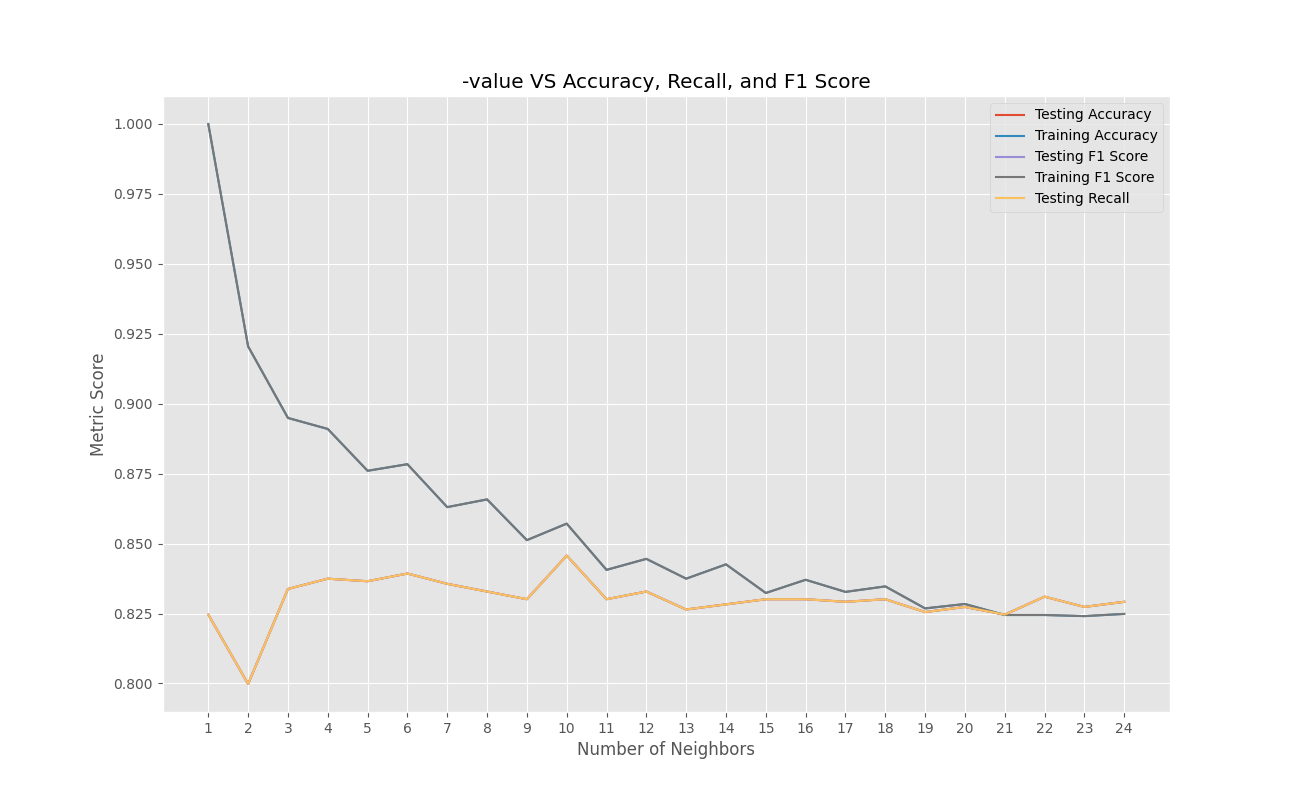 -value VS Accuracy, Recall, and F1 Score
Testing Accuracy
Training Accuracy
Testing F1 Score
Training F1 Score
Testing Recall
1.000
0.975
0.950
0.925
0.900
0.875
0.850
0.825
0.800
Metric Score
1 2 3 4 5 6 7 8 9 10 11 12 13 14 15 16 17 18 19 20 21 22 23 24
Number of Neighbors